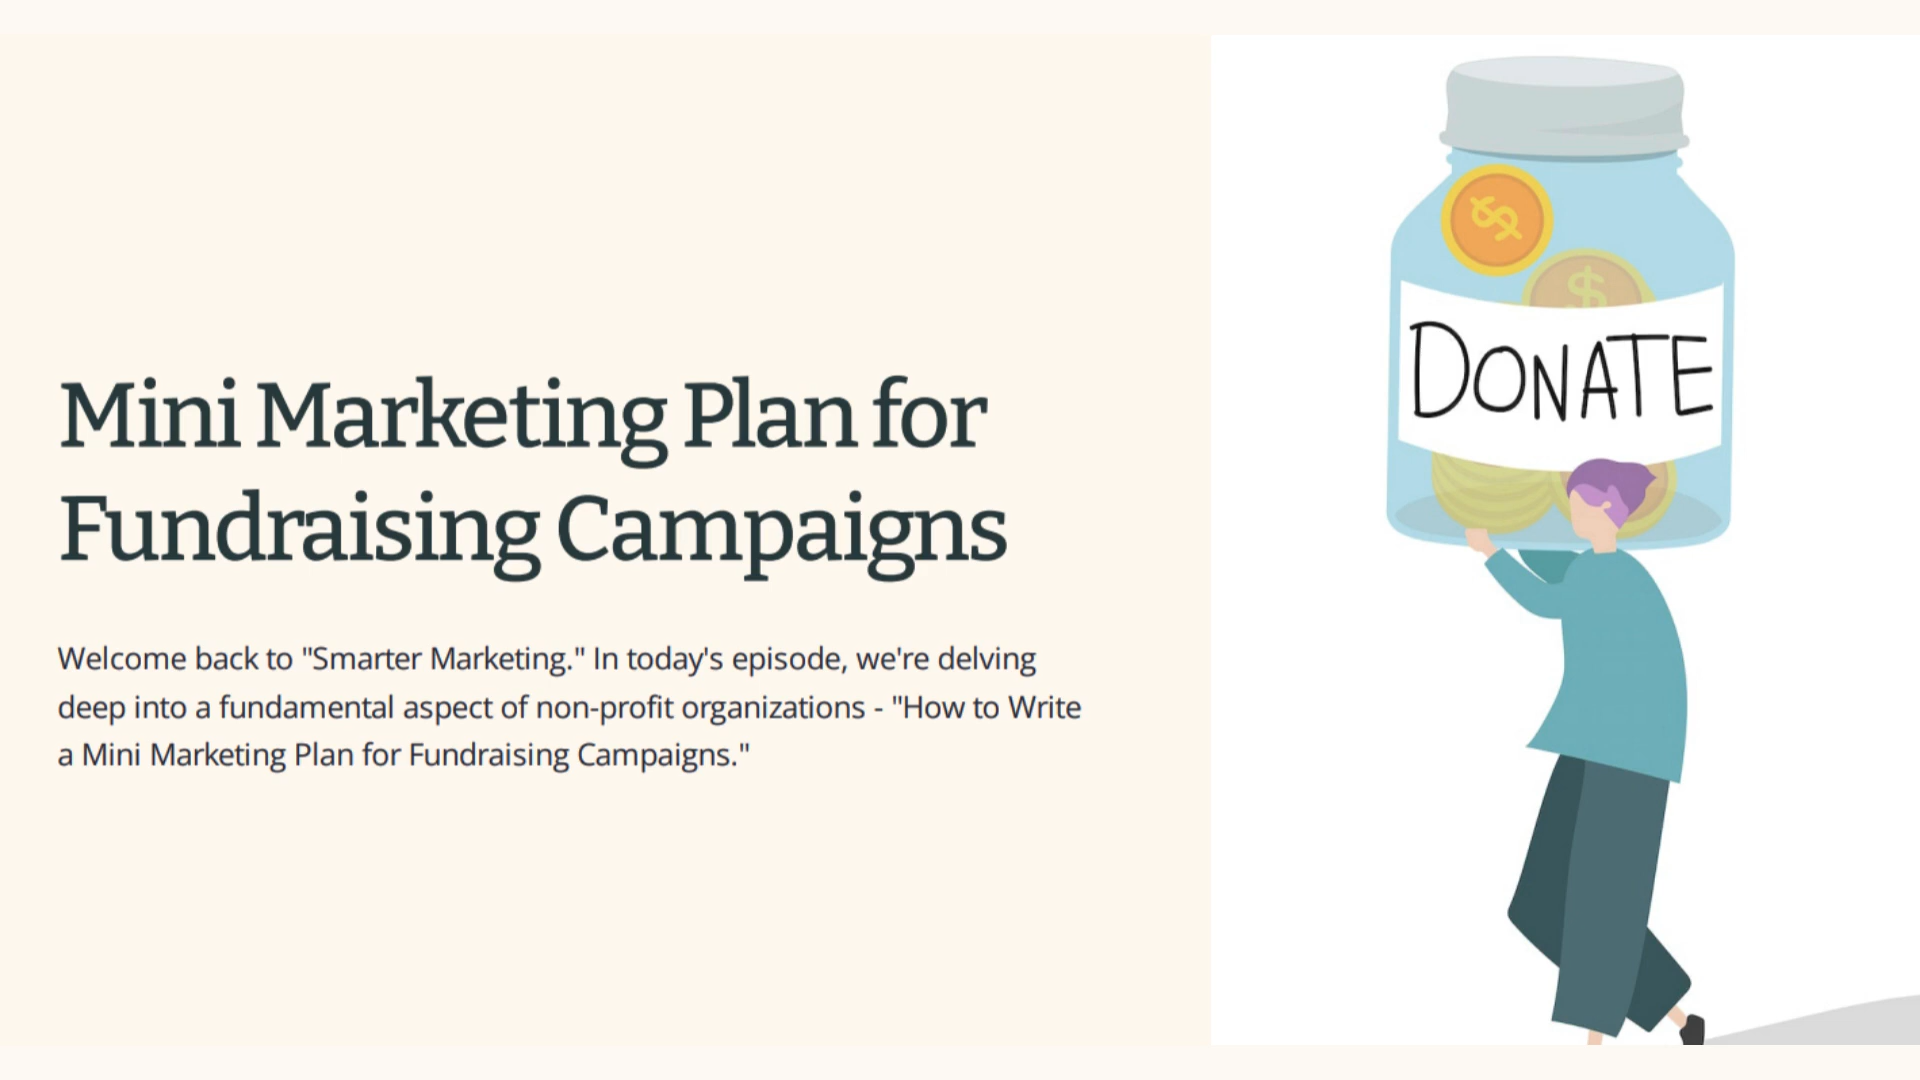 Mini Marketing Plan for
Fundraising Campaigns
Welcome back to "Smarter Marketing." In today's episode, we're delving
deep into a fundamental aspect of non-profit organizations - "How to Write
a Mini Marketing Plan for Fundraising Campaigns."
$
$
DONATE